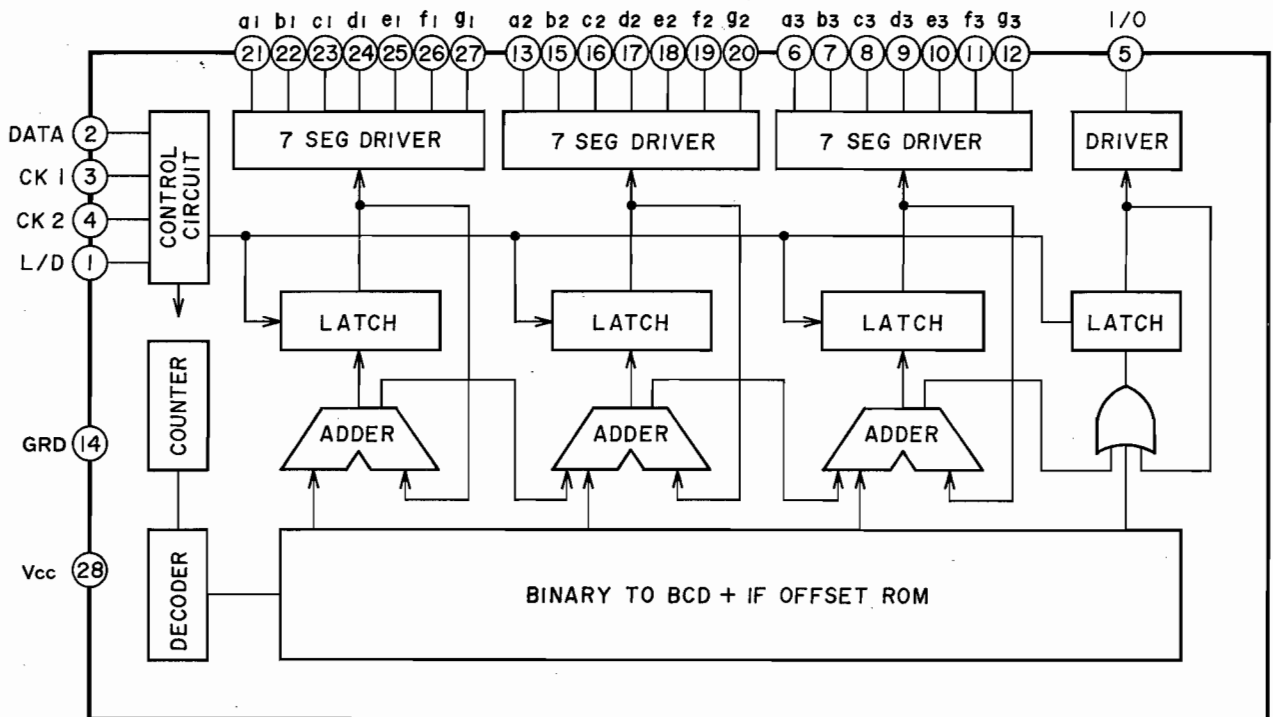 a1 b1 c1 d1 e1 f1 g1 a2 b2 c2 d2 e2 f2 g2 a3 b3 c3 d3 e3 f3 g3 I/O
21 22 23 24 25 26 27 13 15 16 17 18 19 20 6 7 8 9 10 11 12 5
DATA 2
CK 1 3
CK 2 4
L/D 1
CONTROL
CIRCUIT
7 SEG DRIVER
7 SEG DRIVER
7 SEG DRIVER
DRIVER
LATCH
LATCH
LATCH
LATCH
COUNTER
GRD 14
ADDER
ADDER
ADDER
Vcc 28
DECODER
BINARY TO BCD + IF OFFSET ROM